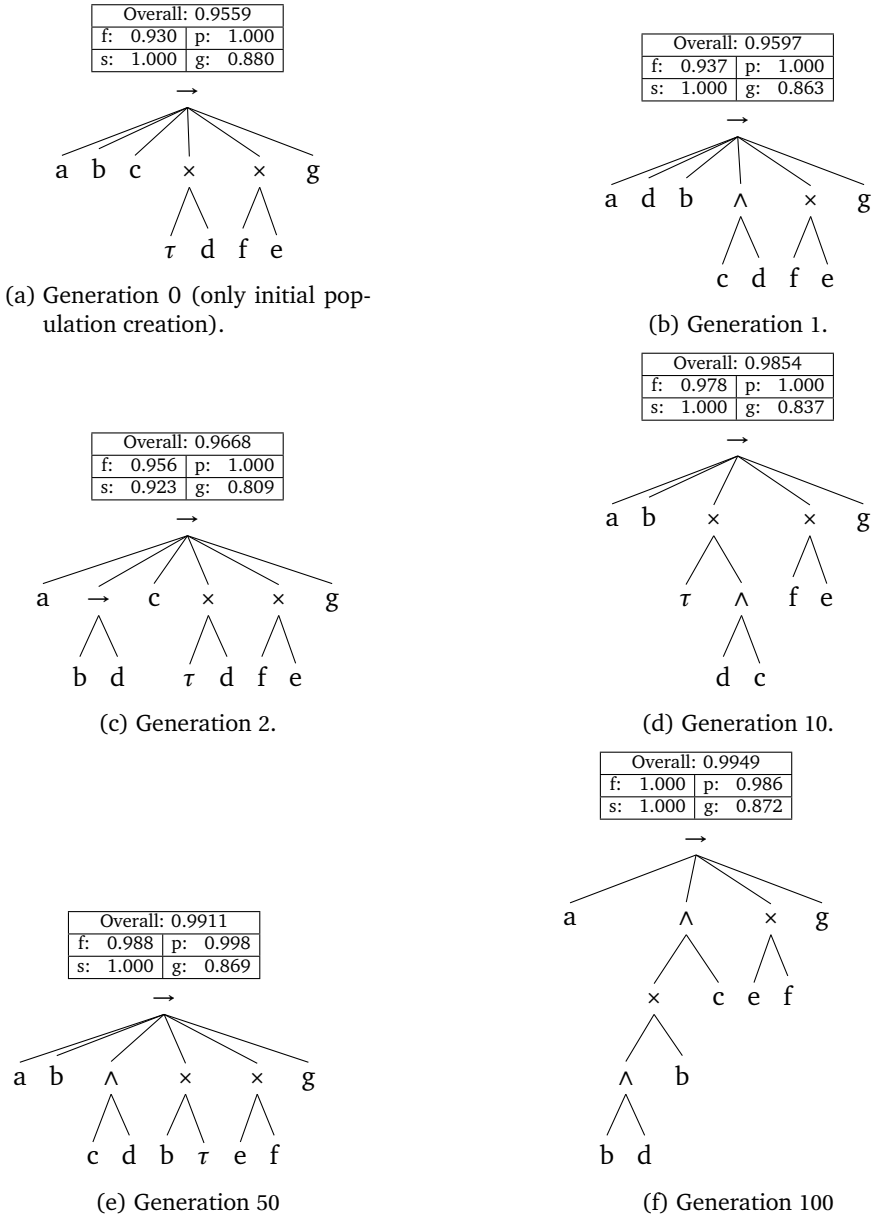 Overall: 0.9559
f: 0.930 p: 1.000
s: 1.000 g: 0.880
→
a b c × × g
τ d f e
(a) Generation 0 (only initial pop-
ulation creation).
Overall: 0.9597
f: 0.937 p: 1.000
s: 1.000 g: 0.863
→
a d b ∧ × g
c d f e
(b) Generation 1.
Overall: 0.9668
f: 0.956 p: 1.000
s: 0.923 g: 0.809
→
a → c × × g
b d τ d f e
(c) Generation 2.
Overall: 0.9854
f: 0.978 p: 1.000
s: 1.000 g: 0.837
→
a b × × g
τ ∧ f e
d c
(d) Generation 10.
Overall: 0.9911
f: 0.988 p: 0.998
s: 1.000 g: 0.869
→
a b ∧ × × g
c d b τ e f
(e) Generation 50
Overall: 0.9949
f: 1.000 p: 0.986
s: 1.000 g: 0.872
→
a ∧ × g
× c e f
∧ b
b d
(f) Generation 100